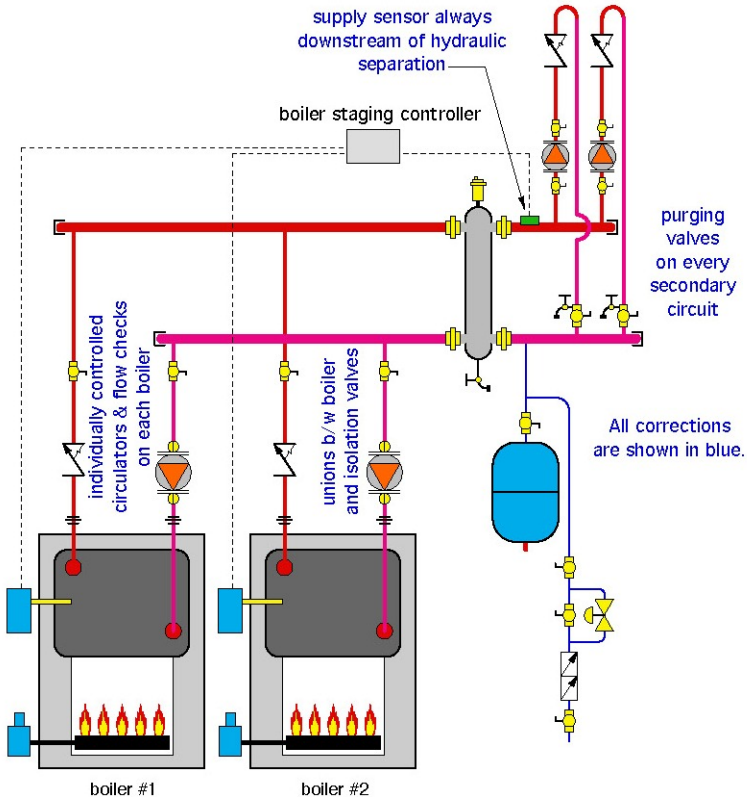 supply sensor always
downstream of hydraulic
separation
boiler staging controller
purging
valves
on every
secondary
circuit
individually controlled
circulators & flow checks
on each boiler
unions b/w boiler
and isolation valves
All corrections
are shown in blue.
boiler #1
boiler #2